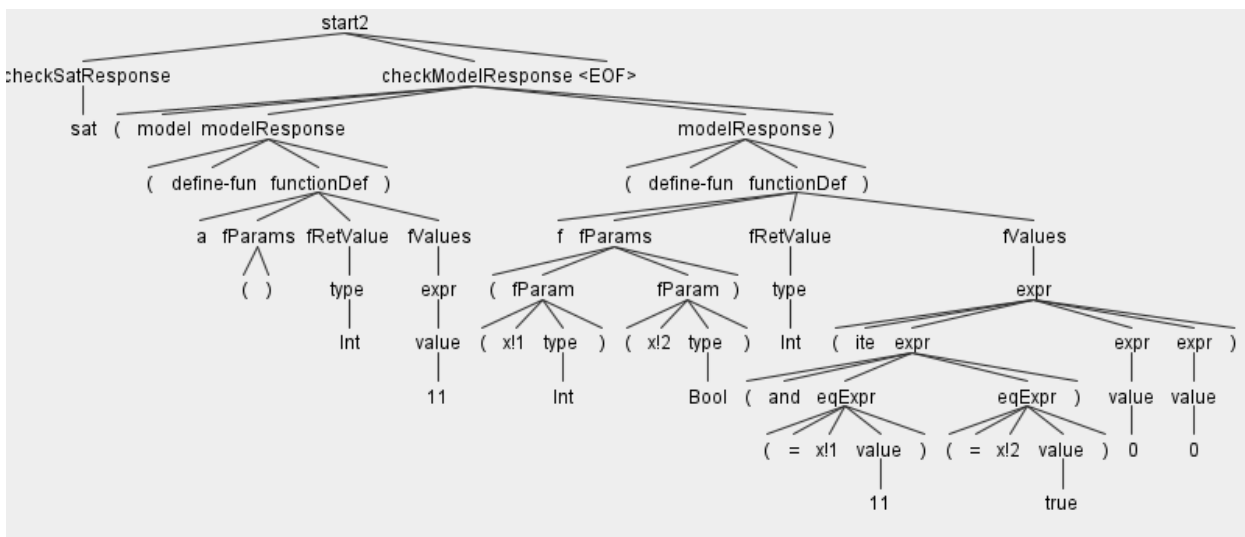 start2
checkSatResponse checkModelResponse <EOF>
sat ( model modelResponse modelResponse )
( define-fun functionDef ) ( define-fun functionDef )
a fParams fRetValue fValues f fParams fRetValue fValues
( ) type expr ( fParam fParam ) type expr
Int value ( x!1 type ) ( x!2 type ) Int ( ite expr expr expr )
11 Int Bool ( and eqExpr eqExpr ) value value
( = x!1 value ) ( = x!2 value ) 0 0
11 true